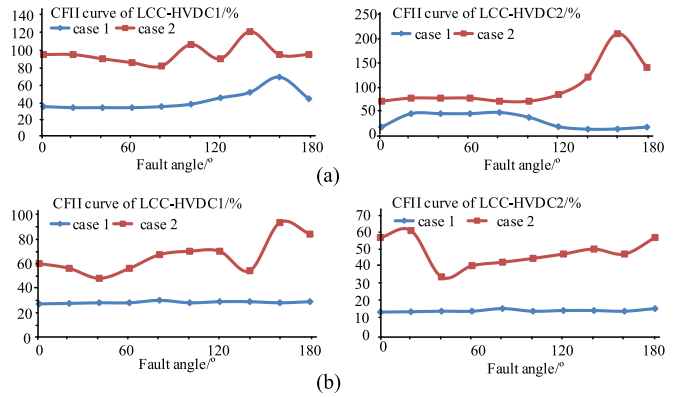 CFII curve of LCC-HVDC1/%
case 1 case 2
140
120
100
80
60
40
20
0
0 60 120 180
Fault angle/°
CFII curve of LCC-HVDC2/%
case 1 case 2
250
200
150
100
50
0
0 60 120 180
Fault angle/°
(a)
CFII curve of LCC-HVDC1/%
case 1 case 2
100
80
60
40
20
0
0 60 120 180
Fault angle/°
CFII curve of LCC-HVDC2/%
case 1 case 2
70
60
50
40
30
20
10
0
0 60 120 180
Fault angle/°
(b)